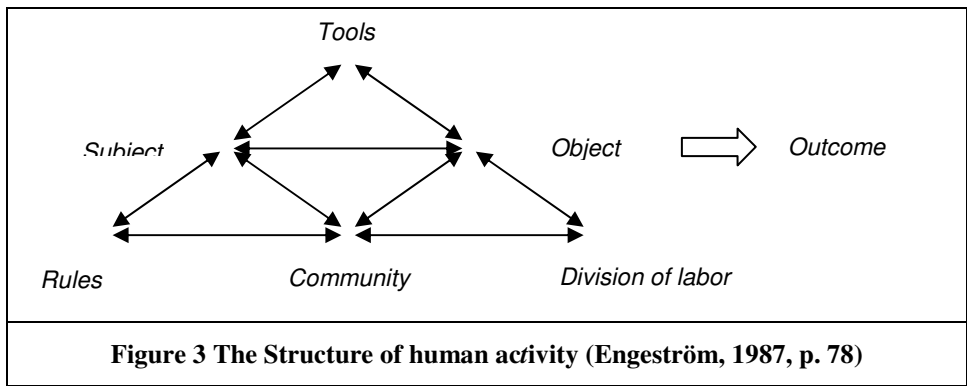 Tools
Subject Object Outcome
Rules Community Division of labor
Figure 3 The Structure of human activity (Engeström, 1987, p. 78)